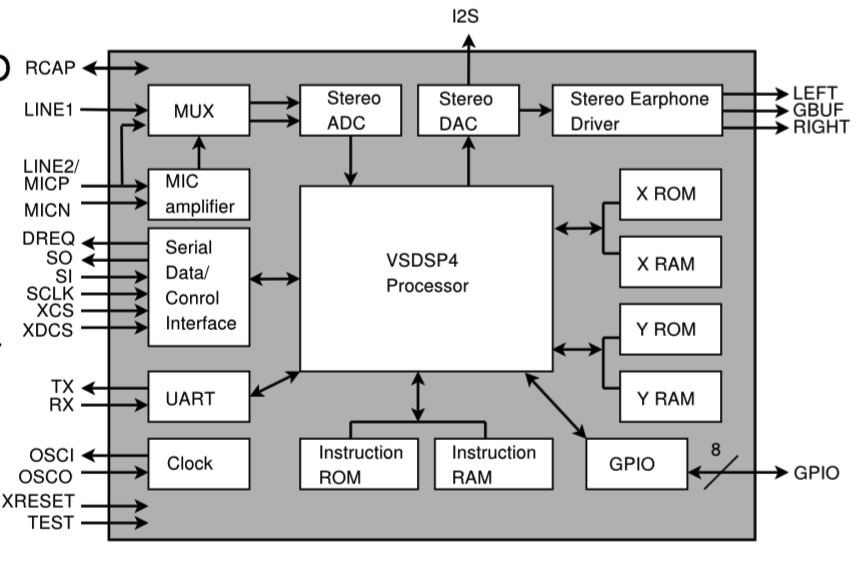 I2S
RCAP
LINE1
LINE2/
MICP
MICN
DREQ
SO
SI
SCLK
XCS
XDCS
TX
RX
OSCI
OSCO
XRESET
TEST
MUX
Stereo
ADC
Stereo
DAC
Stereo Earphone
Driver
LEFT
GBUF
RIGHT
MIC
amplifier
Serial
Data/
Conrol
Interface
VSDSP4
Processor
X ROM
X RAM
Y ROM
Y RAM
UART
Clock
Instruction
ROM
Instruction
RAM
GPIO
8
GPIO